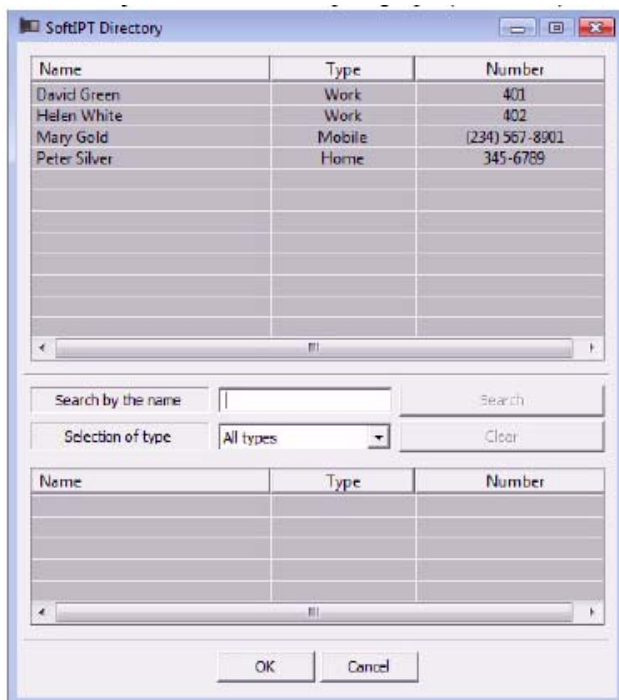 SoftIPT Directory
Name Type Number
David Green Work 401
Helen White Work 402
Mary Gold Mobile (234) 567-8901
Peter Silver Home 345-6789
Search by the name Search
Selection of type All types Clear
Name Type Number
OK Cancel